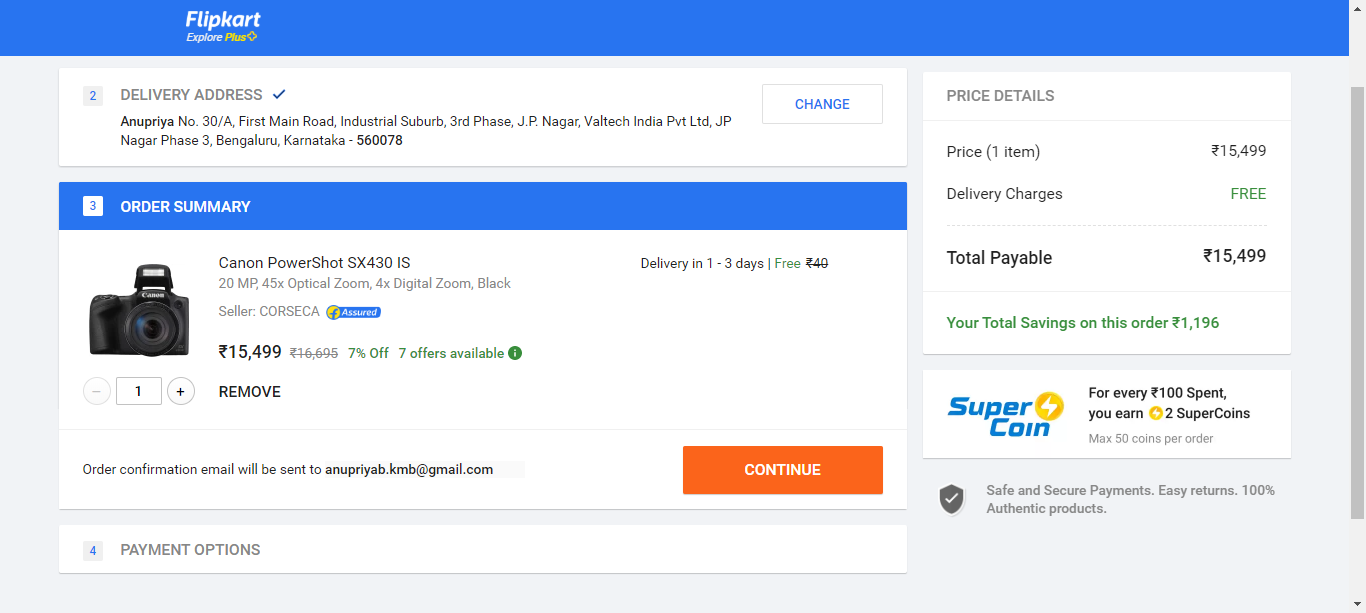 Flipkart
Explore Plus
2
DELIVERY ADDRESS
CHANGE
Anupriya No. 30/A, First Main Road, Industrial Suburb, 3rd Phase, J.P. Nagar, Valtech India Pvt Ltd, JP
Nagar Phase 3, Bengaluru, Karnataka - 560078
3
ORDER SUMMARY
Canon
Canon PowerShot SX430 IS
20 MP, 45x Optical Zoom, 4x Digital Zoom, Black
Seller: CORSECA
f Assured
₹15,499 ₹16,695 7% Off 7 offers available
Delivery in 1 - 3 days | Free ₹40
− 1 +
REMOVE
Order confirmation email will be sent to anupriyab.kmb@gmail.com
CONTINUE
4
PAYMENT OPTIONS
PRICE DETAILS
Price (1 item) ₹15,499
Delivery Charges FREE
Total Payable ₹15,499
Your Total Savings on this order ₹1,196
Super
Coin
For every ₹100 Spent,
you earn 2 SuperCoins
Max 50 coins per order
Safe and Secure Payments. Easy returns. 100%
Authentic products.